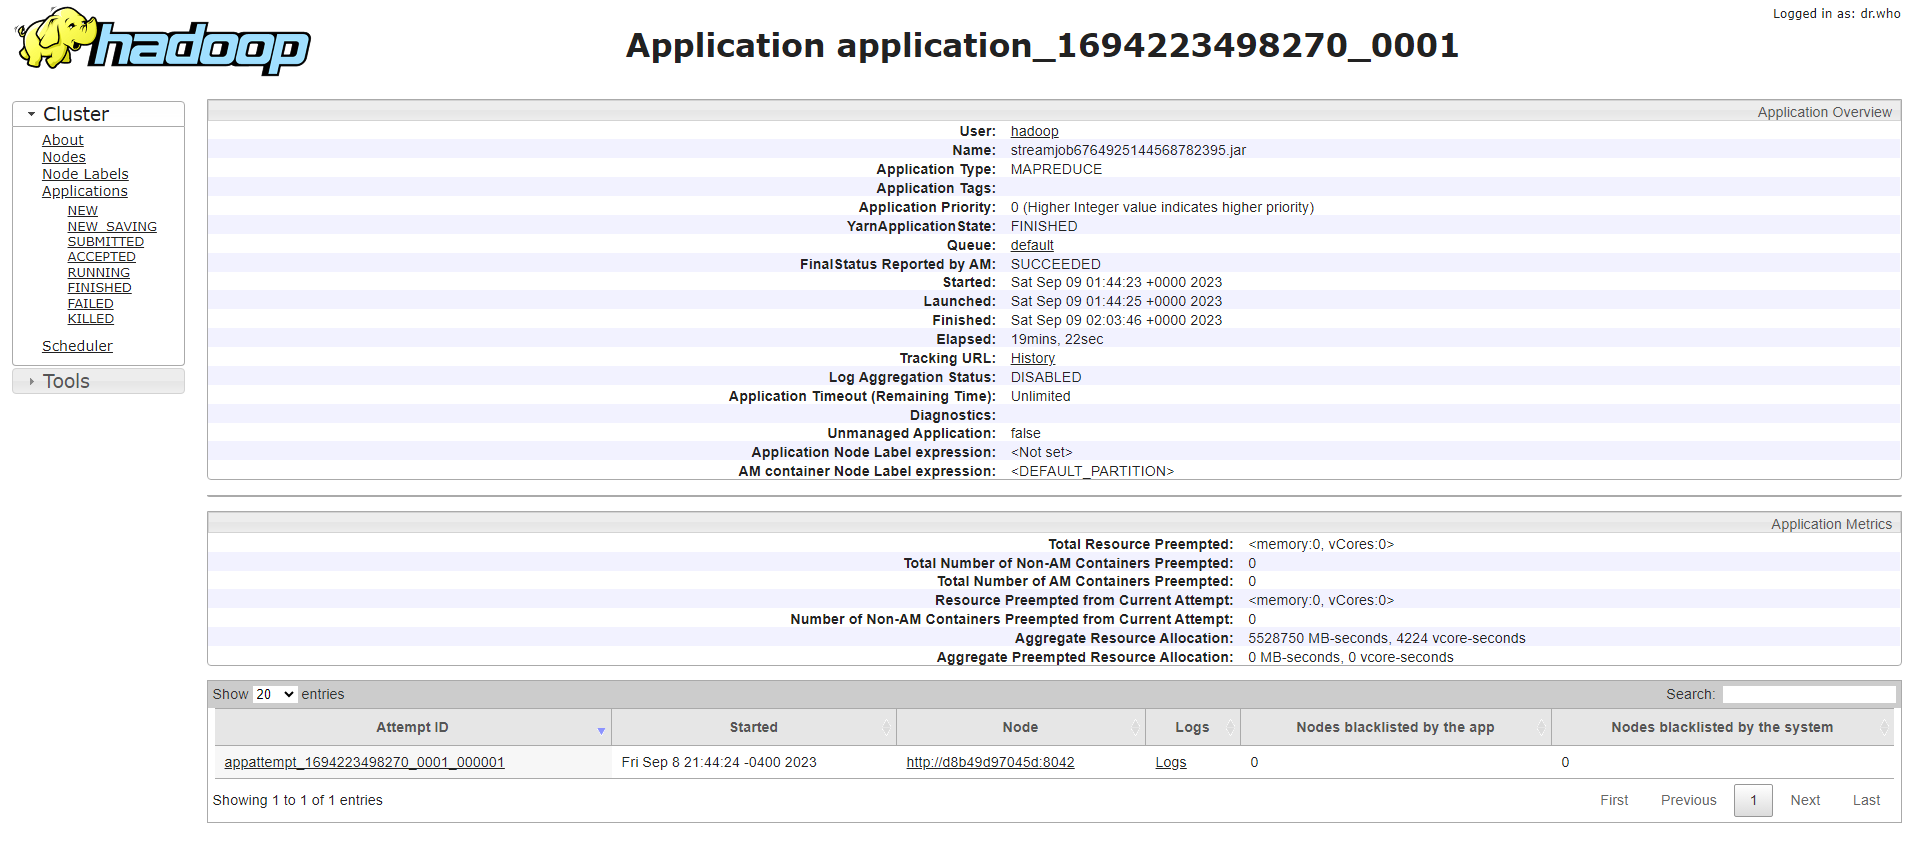 Logged in as: dr.who
hadoop
Application application_1694223498270_0001
Cluster
About
Nodes
Node Labels
Applications
NEW
NEW_SAVING
SUBMITTED
ACCEPTED
RUNNING
FINISHED
FAILED
KILLED
Scheduler
Tools
Application Overview
User: hadoop
Name: streamjob6764925144568782395.jar
Application Type: MAPREDUCE
Application Tags:
Application Priority: 0 (Higher Integer value indicates higher priority)
YarnApplicationState: FINISHED
Queue: default
FinalStatus Reported by AM: SUCCEEDED
Started: Sat Sep 09 01:44:23 +0000 2023
Launched: Sat Sep 09 01:44:25 +0000 2023
Finished: Sat Sep 09 02:03:46 +0000 2023
Elapsed: 19mins, 22sec
Tracking URL: History
Log Aggregation Status: DISABLED
Application Timeout (Remaining Time): Unlimited
Diagnostics:
Unmanaged Application: false
Application Node Label expression: <Not set>
AM container Node Label expression: <DEFAULT_PARTITION>
Application Metrics
Total Resource Preempted: <memory:0, vCores:0>
Total Number of Non-AM Containers Preempted: 0
Total Number of AM Containers Preempted: 0
Resource Preempted from Current Attempt: <memory:0, vCores:0>
Number of Non-AM Containers Preempted from Current Attempt: 0
Aggregate Resource Allocation: 5528750 MB-seconds, 4224 vcore-seconds
Aggregate Preempted Resource Allocation: 0 MB-seconds, 0 vcore-seconds
Show 20 entries Search:
Attempt ID Started Node Logs Nodes blacklisted by the app Nodes blacklisted by the system
appattempt_1694223498270_0001_000001 Fri Sep 8 21:44:24 -0400 2023 http://d8b49d97045d:8042 Logs 0 0
Showing 1 to 1 of 1 entries First Previous 1 Next Last